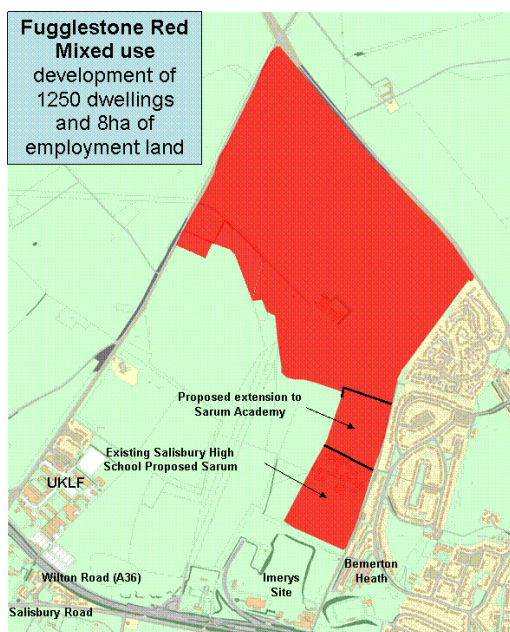 Fugglestone Red
Mixed use
development of
1250 dwellings
and 8ha of
employment land
Proposed extension to
Sarum Academy
Existing Salisbury High
School Proposed Sarum
UKLF
Wilton Road (A36)
Imerys
Site
Bemerton
Heath
Salisbury Road